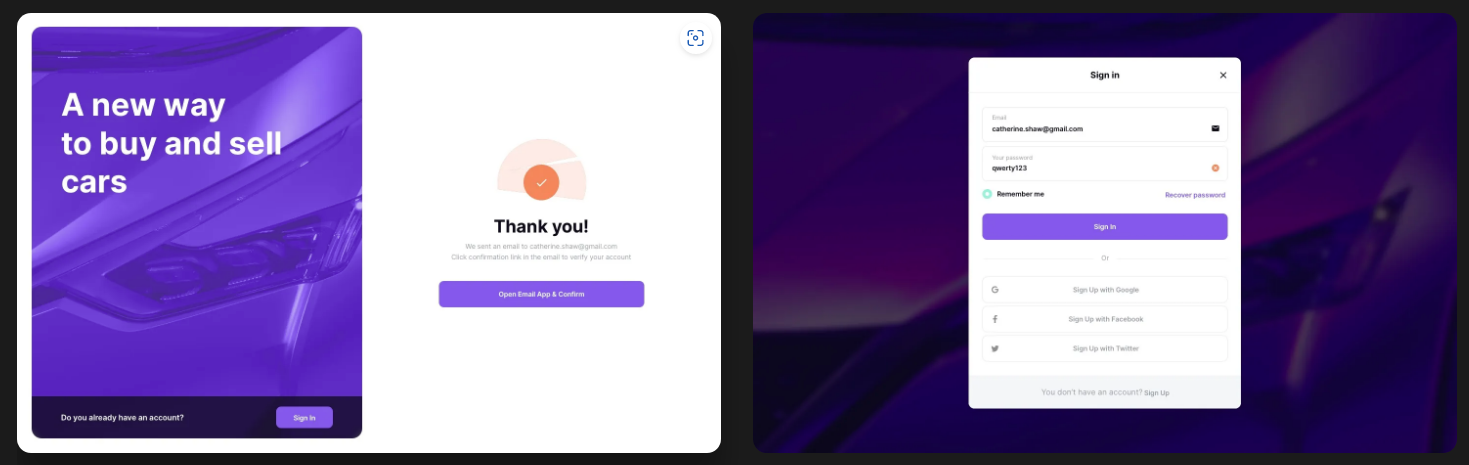 A new way
to buy and sell
cars
Do you already have an account?
Sign In
Thank you!
We sent an email to catherine.shaw@gmail.com
Click confirmation link in the email to verify your account
Open Email App & Confirm
Sign in
Email
catherine.shaw@gmail.com
Your password
qwerty123
Remember me
Recover password
Sign In
Or
Sign Up with Google
Sign Up with Facebook
Sign Up with Twitter
You don't have an account? Sign Up